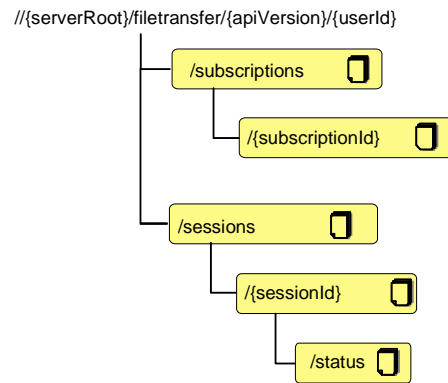 //{serverRoot}/filetransfer/{apiVersion}/{userId}
/subscriptions
/{subscriptionId}
/sessions
/{sessionId}
/status